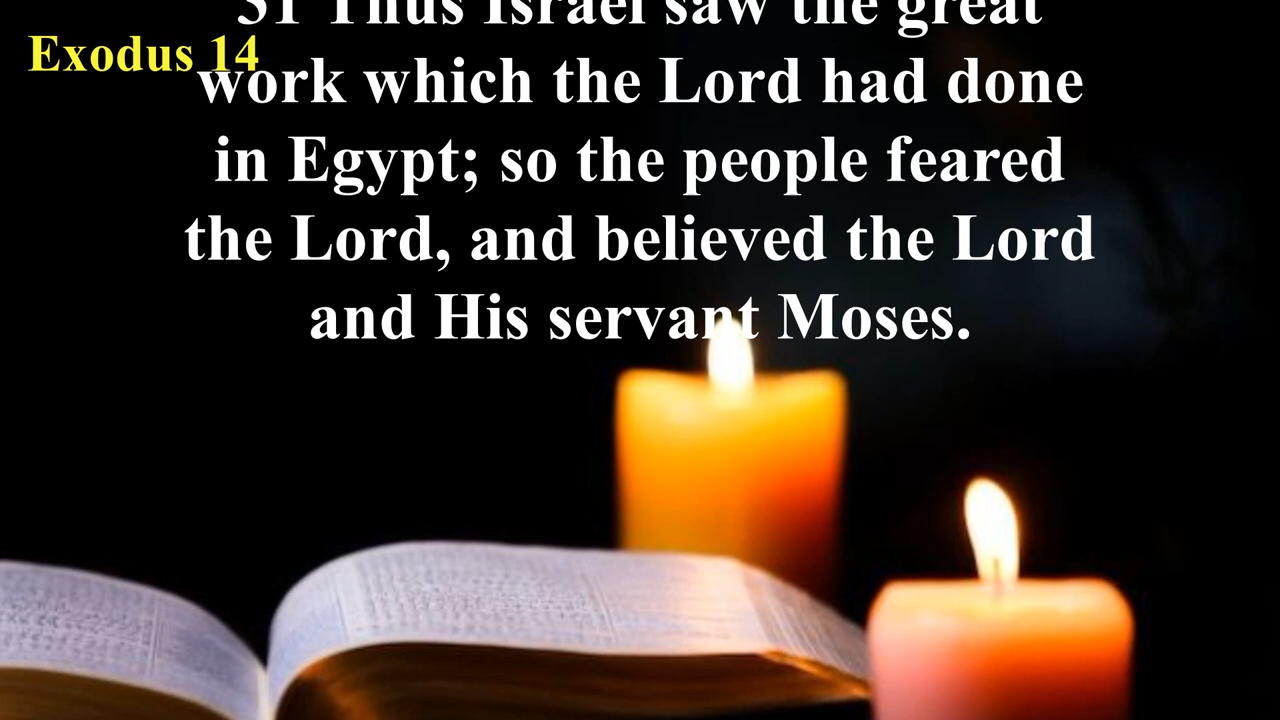 31 Thus Israel saw the great
Exodus 14
work which the Lord had done
in Egypt; so the people feared
the Lord, and believed the Lord
and His servant Moses.